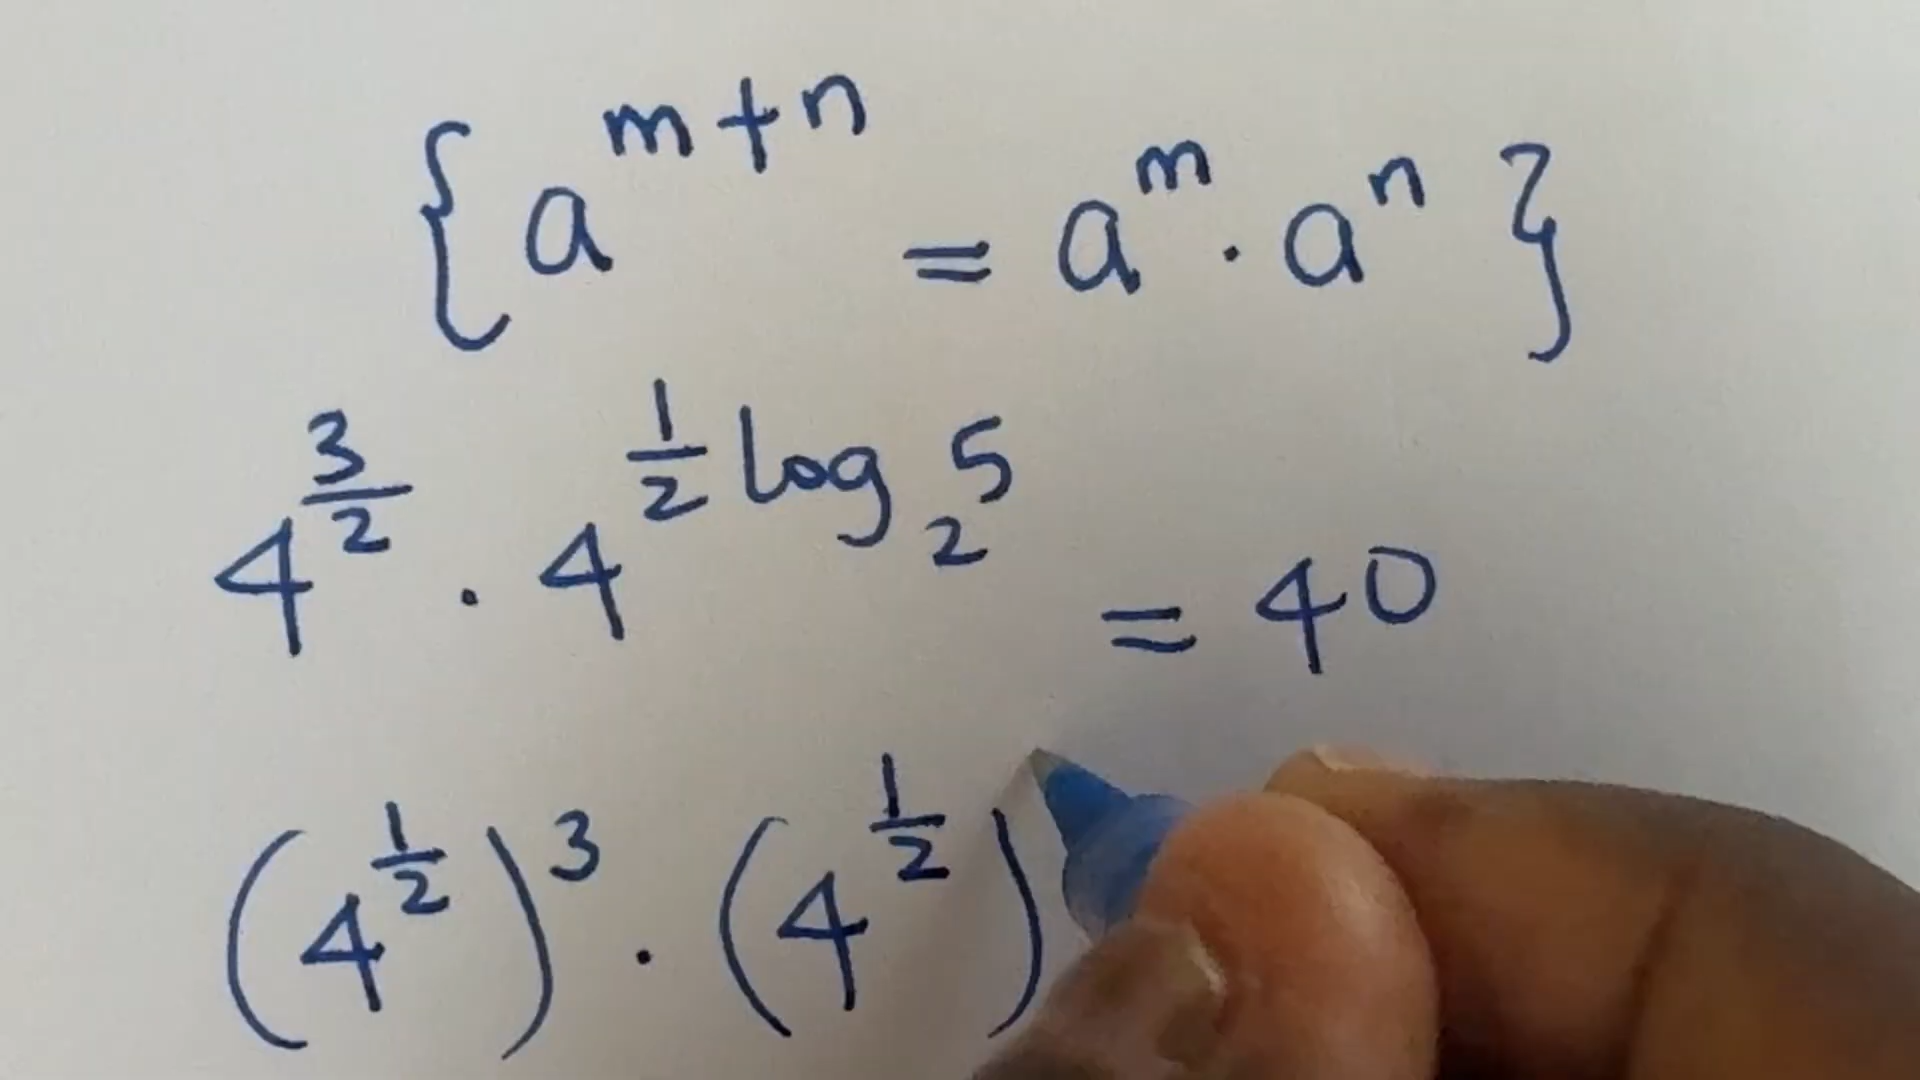 {a^{m+n} = a^m · a^n}
4^{3/2} · 4^{1/2 log_2 5} = 40
(4^{1/2})^3 · (4^{1/2})